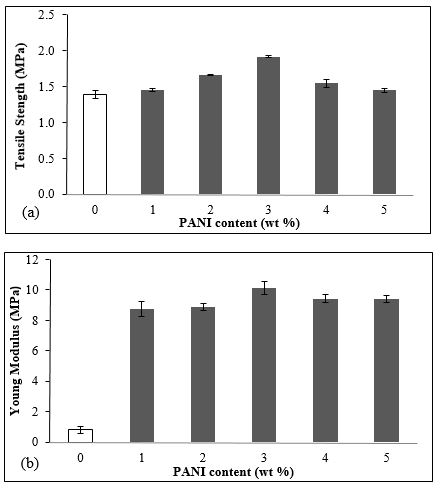 2.5
2.0
1.5
1.0
0.5
0.0
Tensile Stength (MPa)
0 1 2 3 4 5
(a)
PANI content (wt %)
12
10
8
6
4
2
0
Young Modulus (MPa)
0 1 2 3 4 5
(b)
PANI content (wt %)